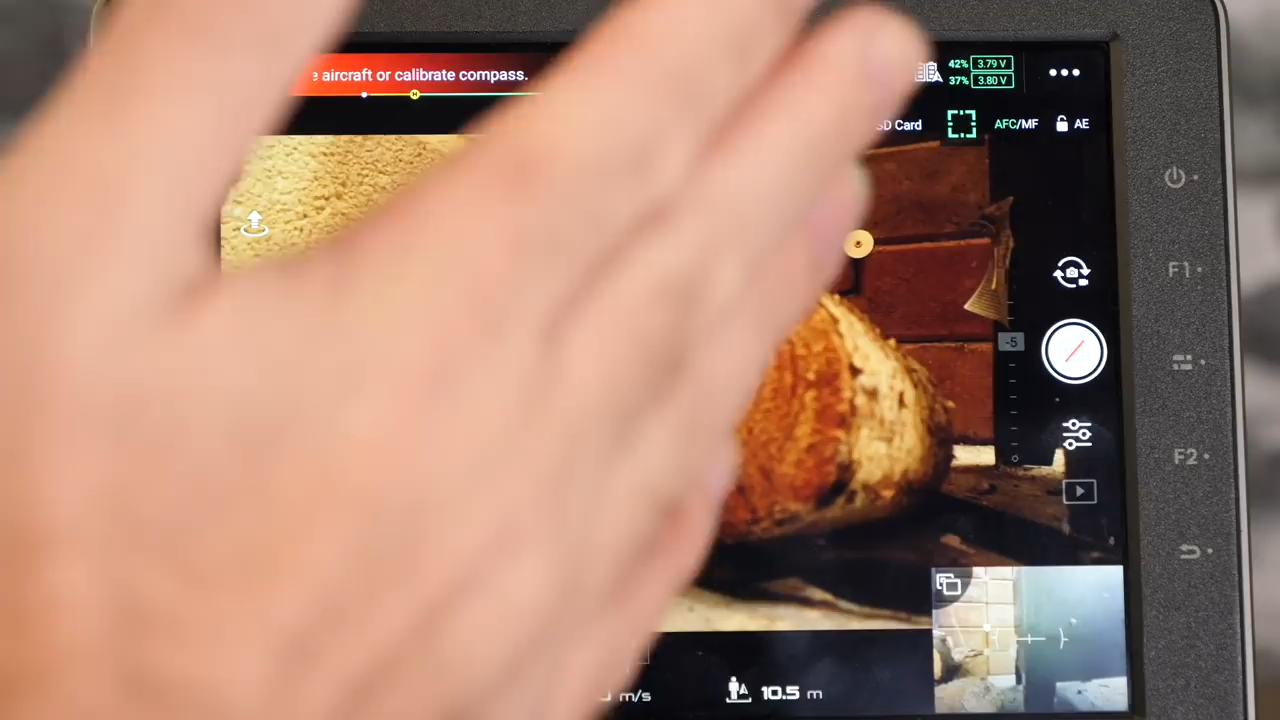 aircraft or calibrate compass.
H
42% 3.79 V
37% 3.80 V
Card
AFC/MF
AE
F1
-5
F2
m/s
10.5 m